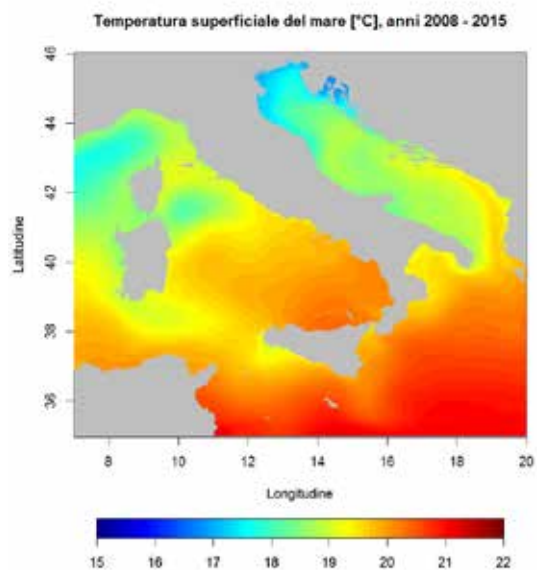 Temperatura superficiale del mare [°C], anni 2008 - 2015
46
44
42
40
38
36
Latitudine
8 10 12 14 16 18 20
Longitudine
15 16 17 18 19 20 21 22